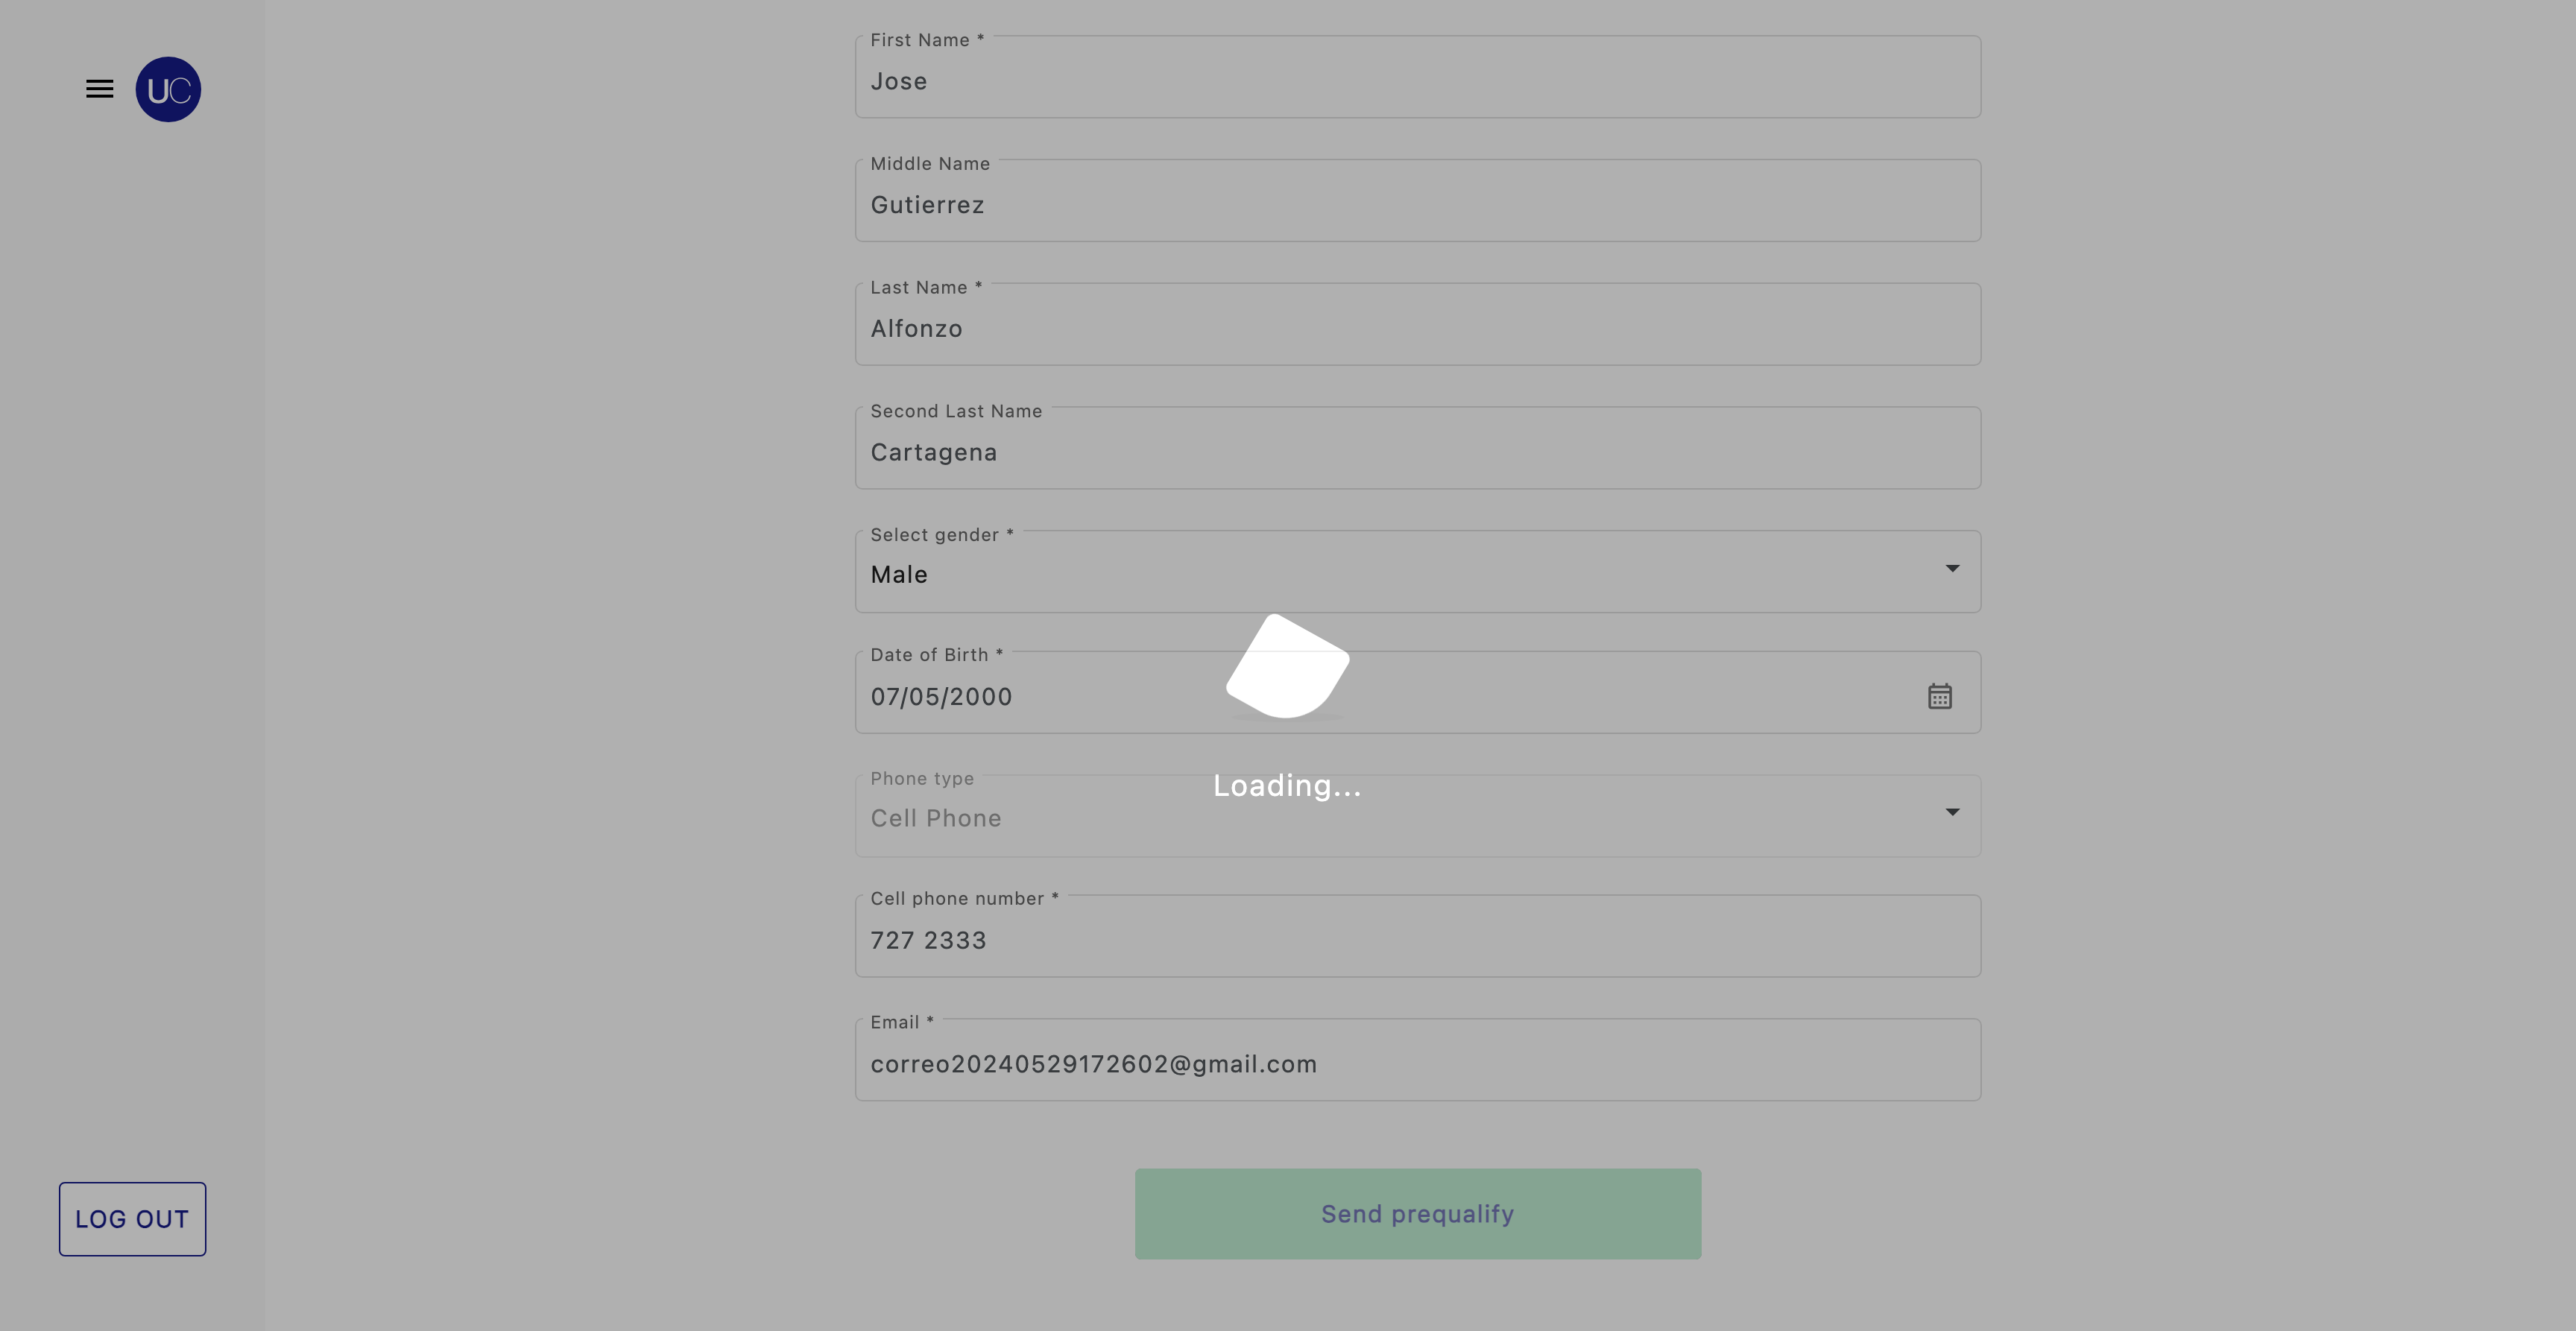 UC
First Name *
Jose
Middle Name
Gutierrez
Last Name *
Alfonzo
Second Last Name
Cartagena
Select gender *
Male
Date of Birth *
07/05/2000
Loading...
Phone type
Cell Phone
Cell phone number *
727 2333
Email *
correo20240529172602@gmail.com
Send prequalify
LOG OUT